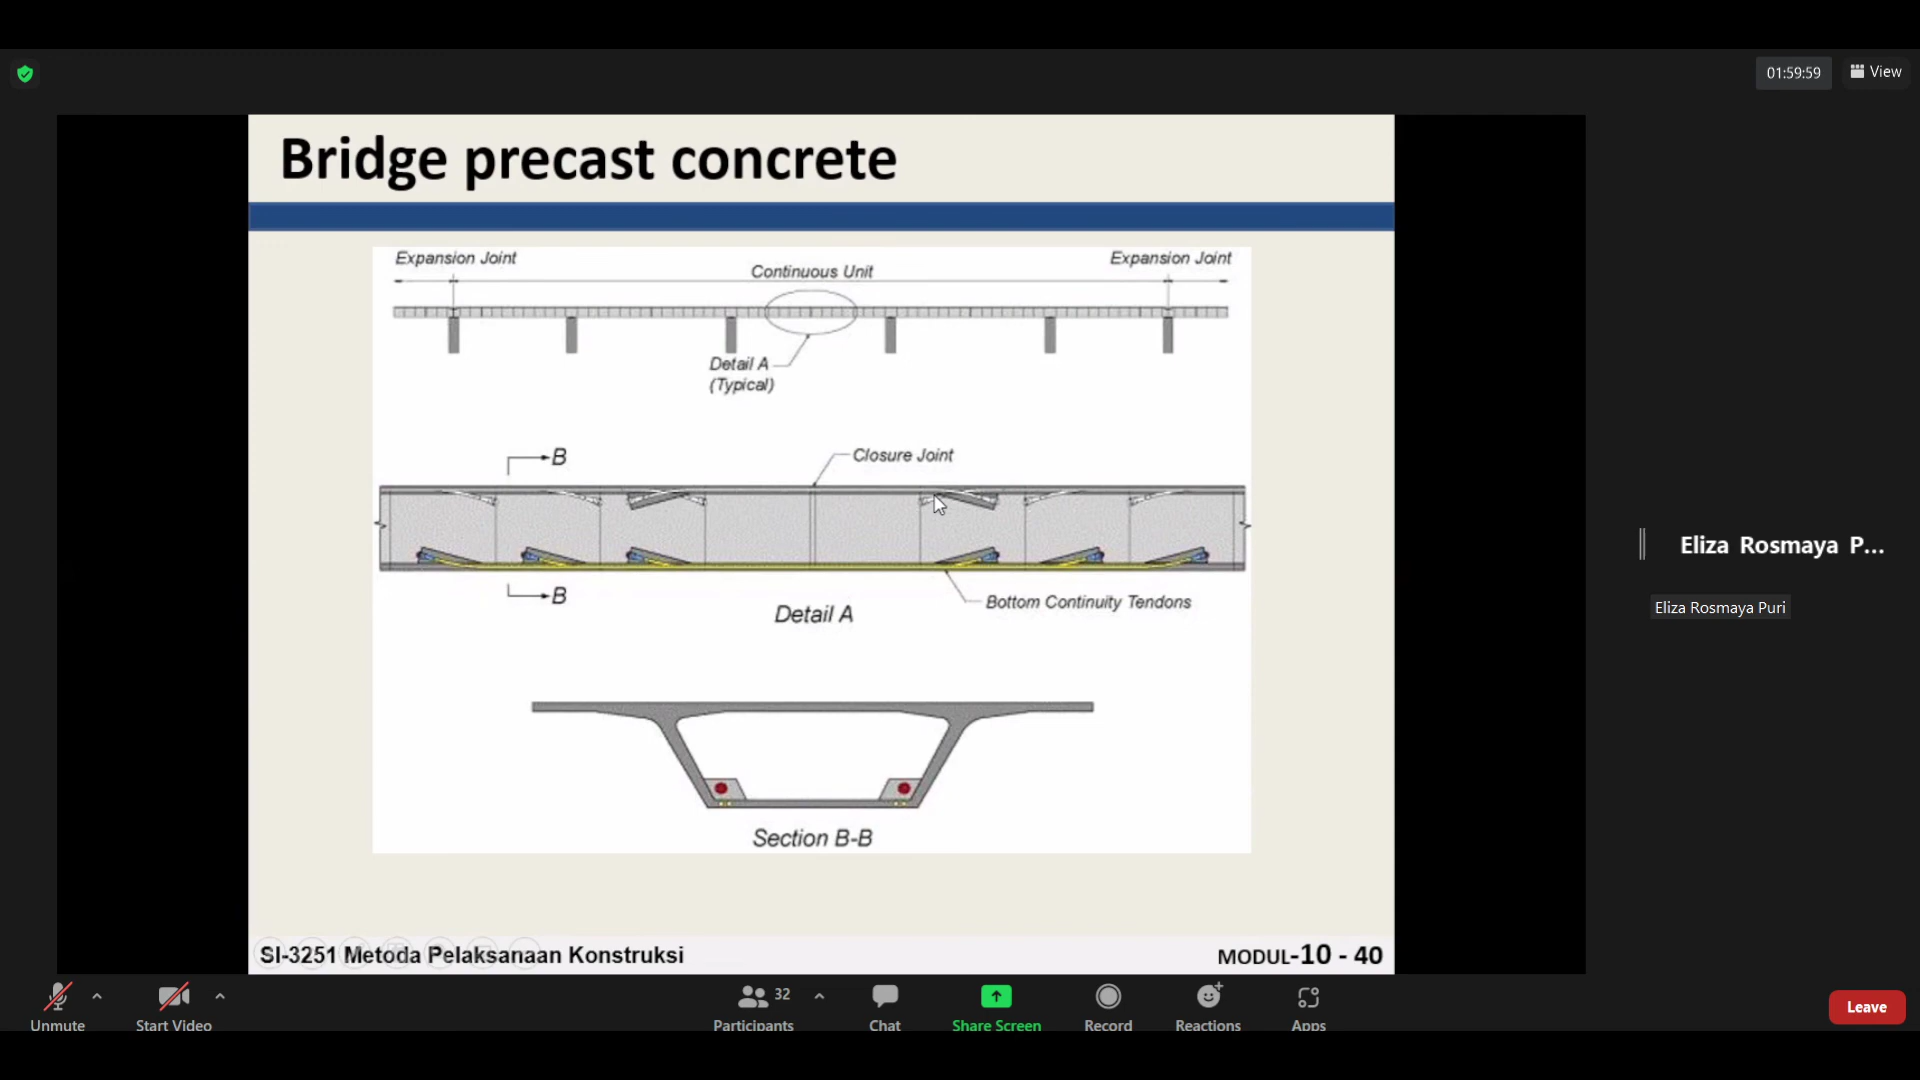 01:59:59
View
Bridge precast concrete
Expansion Joint
Expansion Joint
Continuous Unit
Detail A
(Typical)
B
Closure Joint
B
Bottom Continuity Tendons
Detail A
Section B-B
SI-3251 Metoda Pelaksanaan Konstruksi
MODUL-10 - 40
Eliza Rosmaya P...
Eliza Rosmaya Puri
32
Unmute
Start Video
Participants
Chat
Share Screen
Record
Reactions
Apps
Leave